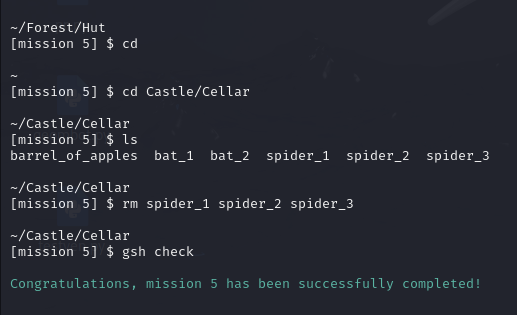 ~/Forest/Hut
[mission 5] $ cd
~
[mission 5] $ cd Castle/Cellar
~/Castle/Cellar
[mission 5] $ ls
barrel_of_apples  bat_1  bat_2  spider_1  spider_2  spider_3
~/Castle/Cellar
[mission 5] $ rm spider_1 spider_2 spider_3
~/Castle/Cellar
[mission 5] $ gsh check
Congratulations, mission 5 has been successfully completed!